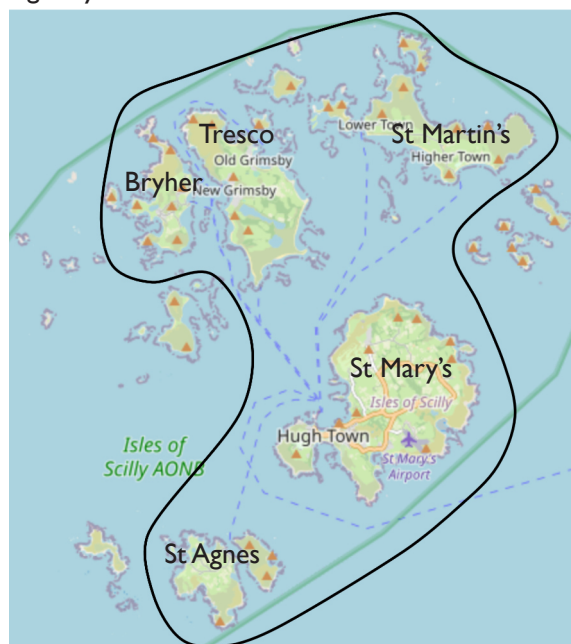 Tresco
Lower Town
St Martin's
Old Grimsby
Higher Town
Bryher
New Grimsby
St Mary's
Isles of Scilly
Hugh Town
Isles of
Scilly AONB
St Mary's
Airport
St Agnes